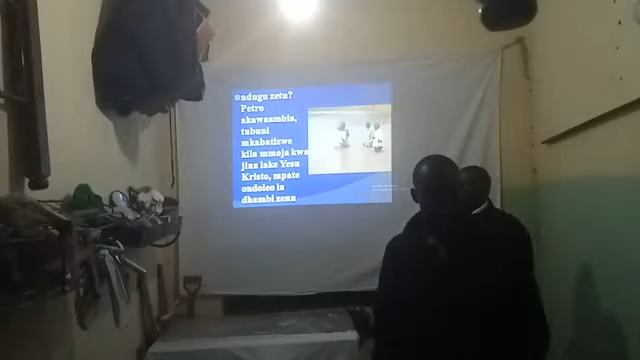 ndugu zetu?
Petro
akawaambia,
tubuni
mkabatizwe
kila mmoja kwa
jina lake Yesu
Kristo, mpate
ondoleo la
dhambi zenu